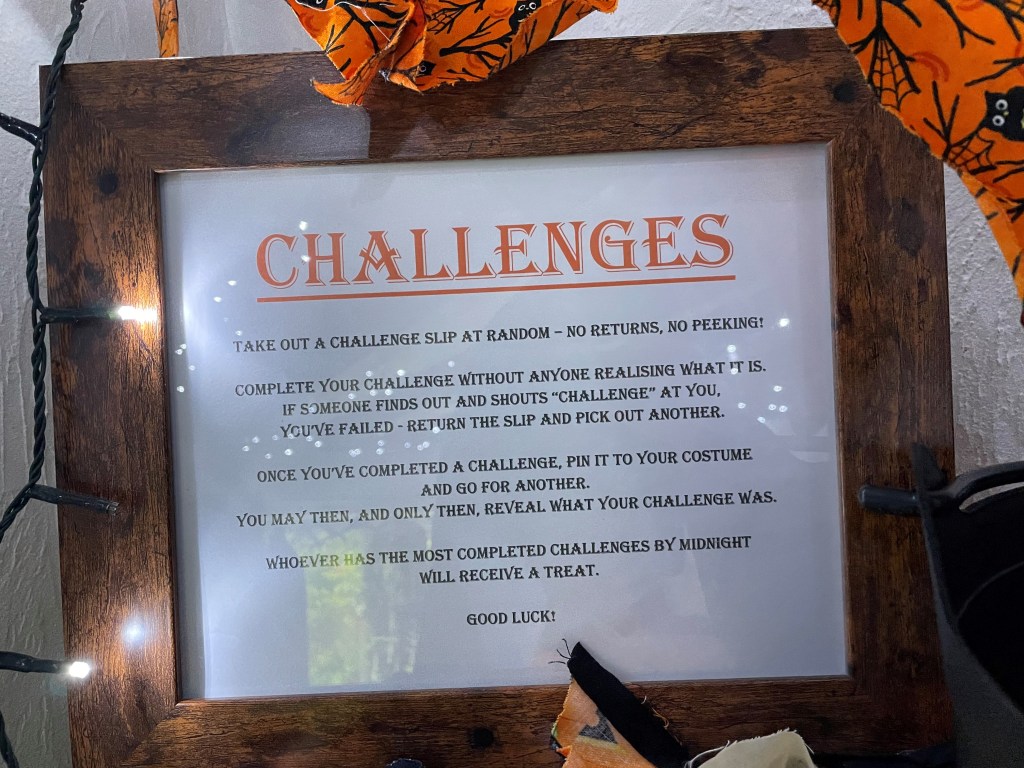 CHALLENGES
TAKE OUT A CHALLENGE SLIP AT RANDOM – NO RETURNS, NO PEEKING!
COMPLETE YOUR CHALLENGE WITHOUT ANYONE REALISING WHAT IT IS.
IF SOMEONE FINDS OUT AND SHOUTS “CHALLENGE” AT YOU,
YOU'VE FAILED - RETURN THE SLIP AND PICK OUT ANOTHER.
ONCE YOU'VE COMPLETED A CHALLENGE, PIN IT TO YOUR COSTUME
AND GO FOR ANOTHER.
YOU MAY THEN, AND ONLY THEN, REVEAL WHAT YOUR CHALLENGE WAS.
WHOEVER HAS THE MOST COMPLETED CHALLENGES BY MIDNIGHT
WILL RECEIVE A TREAT.
GOOD LUCK!